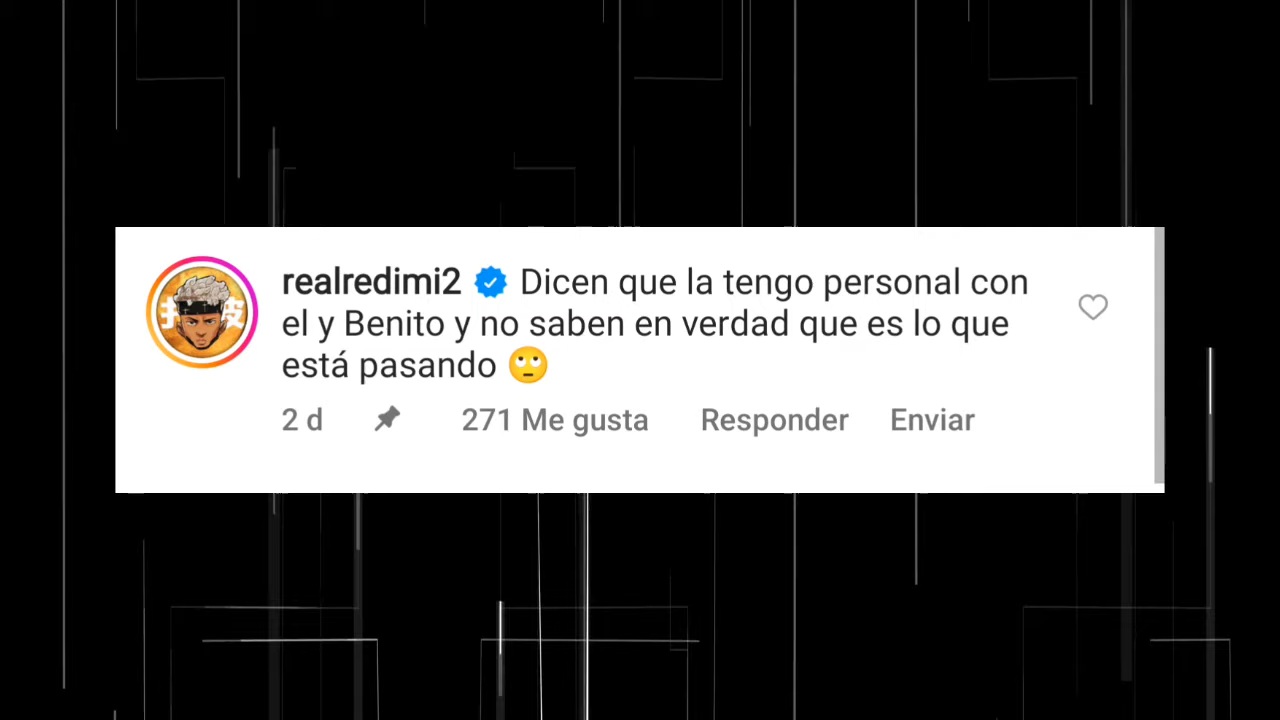 realredimi2 Dicen que la tengo personal con
el y Benito y no saben en verdad que es lo que
está pasando 🙄
2 d 271 Me gusta Responder Enviar